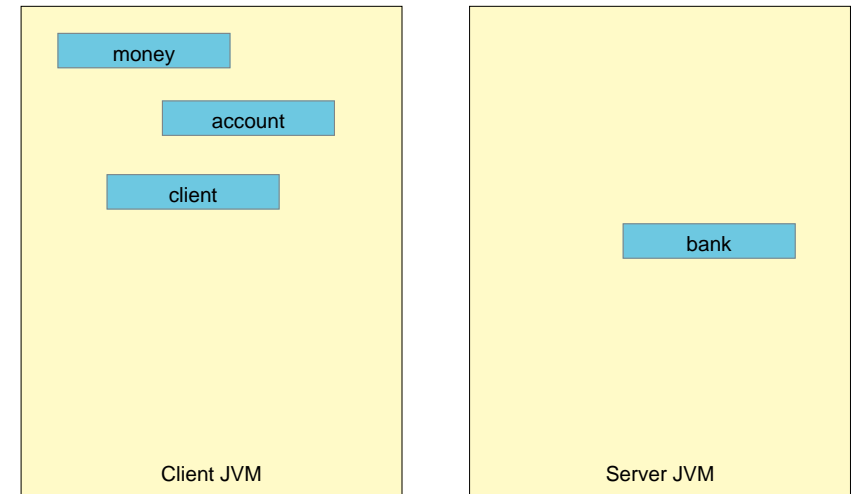 money
account
client
bank
Client JVM
Server JVM